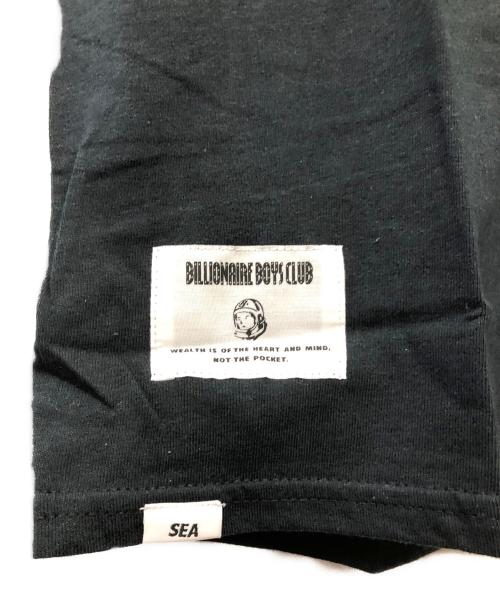 BILLIONAIRE BOYS CLUB
WEALTH IS OF THE HEART AND MIND,
NOT THE POCKET.
SEA